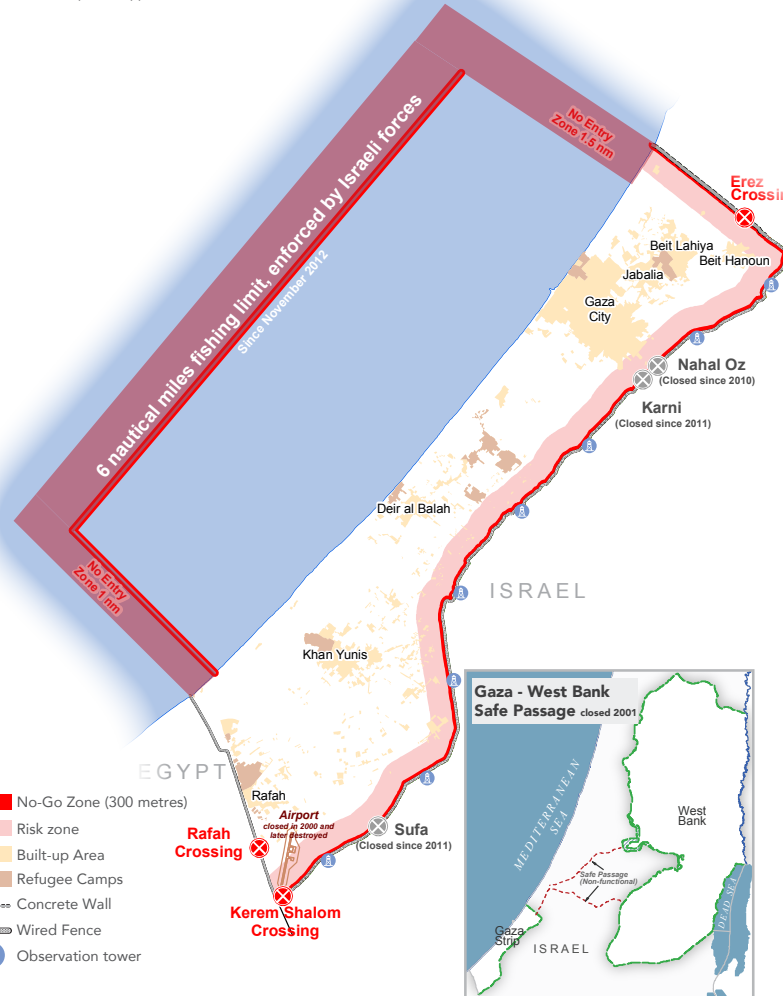 No Entry
Zone 1.5 nm
6 nautical miles fishing limit, enforced by Israeli forces
Since November 2012
Erez
Crossin
Beit Lahiya
Beit Hanoun
Jabalia
Gaza
City
Nahal Oz
(Closed since 2010)
Karni
(Closed since 2011)
Deir al Balah
No Entry
Zone 1 nm
ISRAEL
Khan Yunis
EGYPT
Rafah
Airport
closed in 2000 and
later destroyed
Rafah
Crossing
Sufa
(Closed since 2011)
Kerem Shalom
Crossing
No-Go Zone (300 metres)
Risk zone
Built-up Area
Refugee Camps
Concrete Wall
Wired Fence
Observation tower
Gaza - West Bank
Safe Passage closed 2001
MEDITERRANEAN
SEA
West
Bank
Safe Passage
(Non-functional)
DEAD SEA
Gaza
Strip
ISRAEL